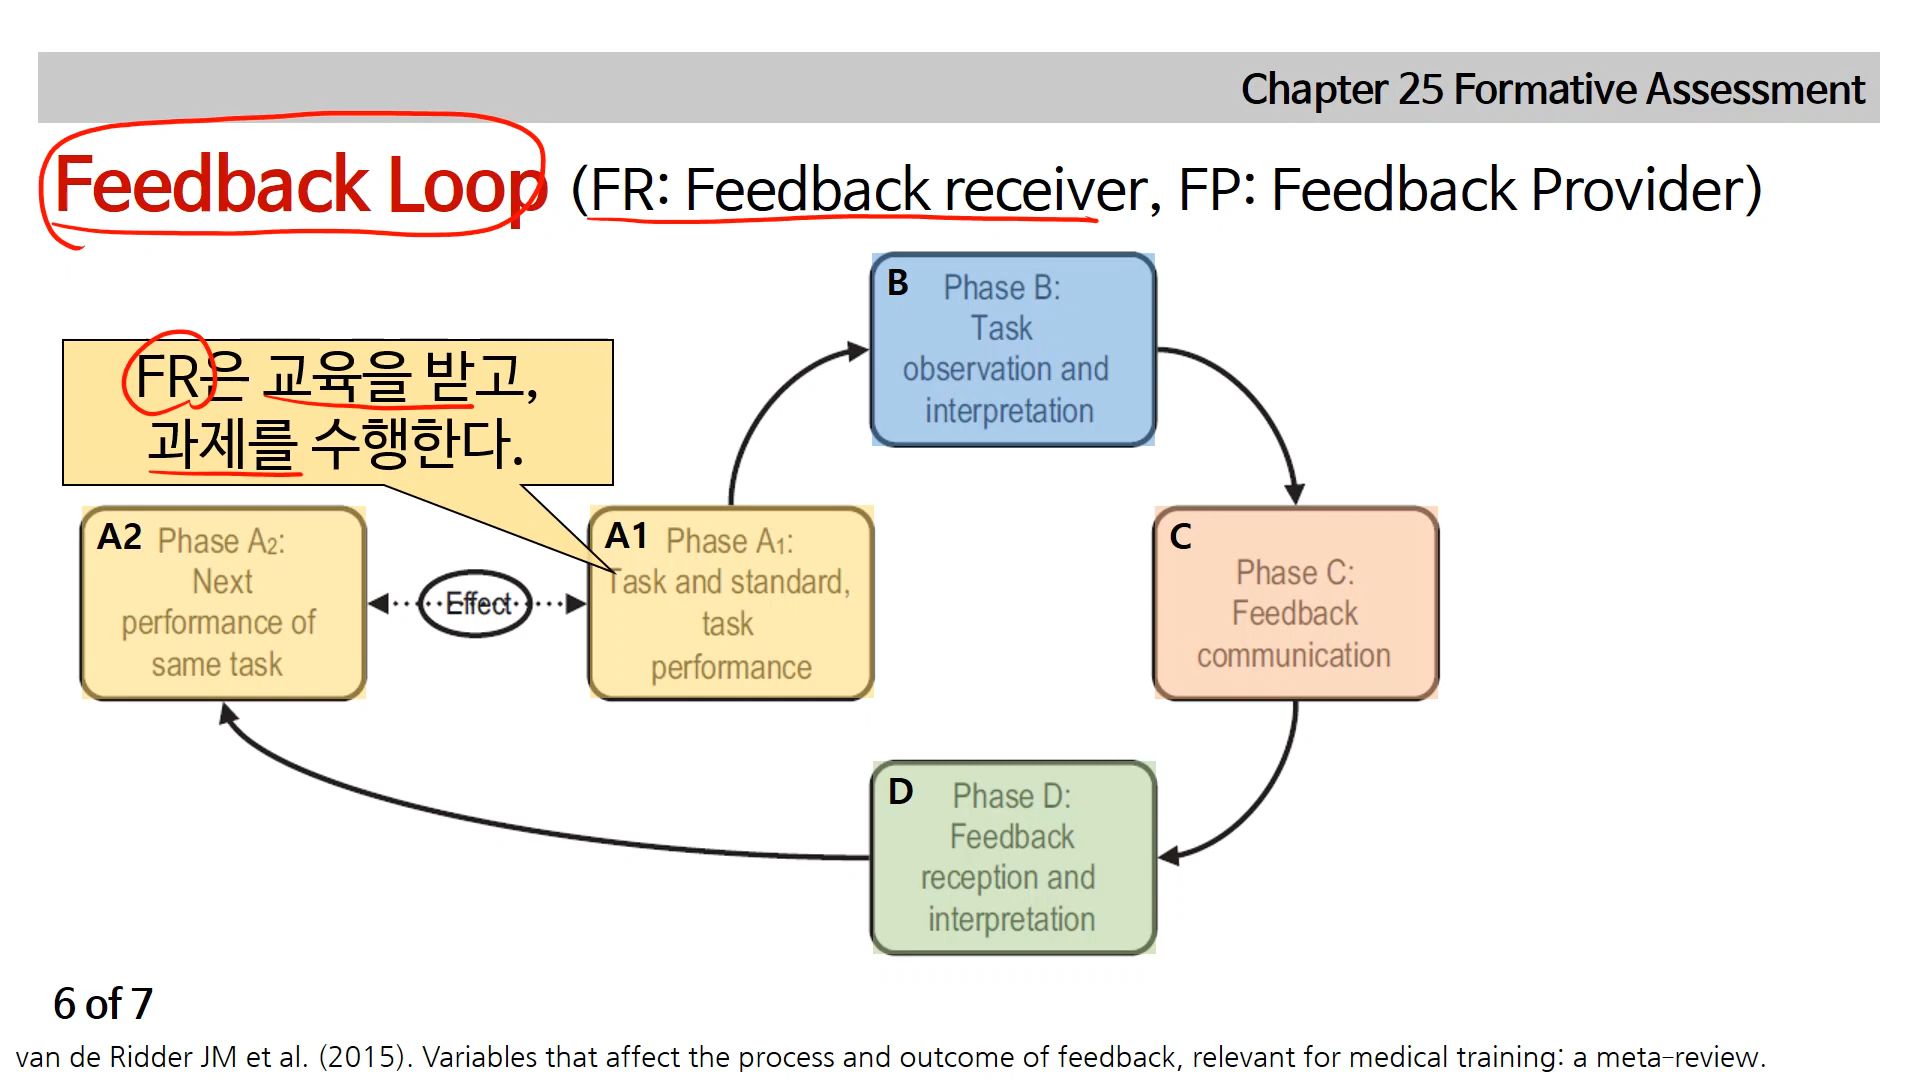 Chapter 25 Formative Assessment
Feedback Loop (FR: Feedback receiver, FP: Feedback Provider)
B Phase B:
Task
observation and
interpretation
FR은 교육을 받고,
과제를 수행한다.
A2 Phase A₂:
Next
performance of
same task
Effect
A1 Phase A₁:
Task and standard,
task
performance
C
Phase C:
Feedback
communication
D Phase D:
Feedback
reception and
interpretation
6 of 7
van de Ridder JM et al. (2015). Variables that affect the process and outcome of feedback, relevant for medical training: a meta-review.